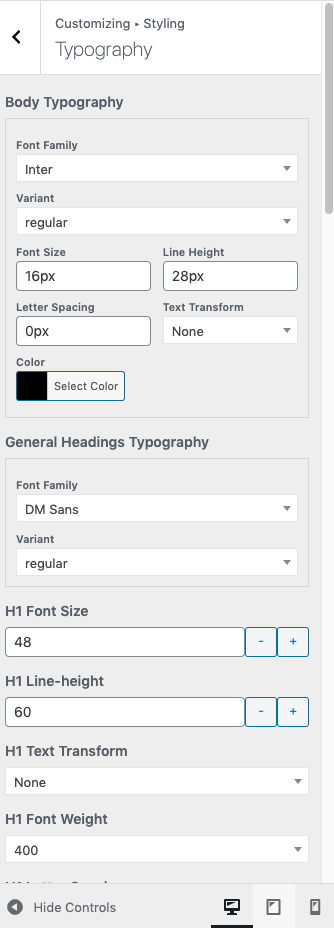 Customizing ▸ Styling
Typography
Body Typography
Font Family
Inter
Variant
regular
Font Size
Line Height
16px
28px
Letter Spacing
Text Transform
0px
None
Color
Select Color
General Headings Typography
Font Family
DM Sans
Variant
regular
H1 Font Size
48
-
+
H1 Line-height
60
-
+
H1 Text Transform
None
H1 Font Weight
400
Hide Controls